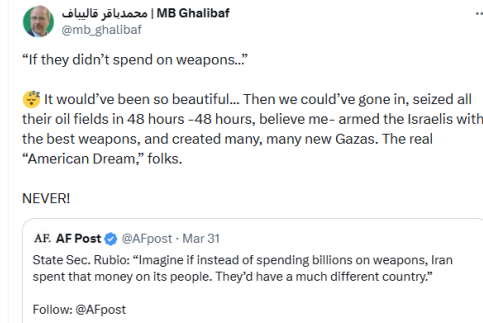 محمدباقر قالیباف | MB Ghalibaf
@mb_ghalibaf
“If they didn’t spend on weapons...”
😴 It would’ve been so beautiful... Then we could’ve gone in, seized all
their oil fields in 48 hours -48 hours, believe me- armed the Israelis with
the best weapons, and created many, many new Gazas. The real
“American Dream,” folks.
NEVER!
AF. AF Post @AFpost · Mar 31
State Sec. Rubio: “Imagine if instead of spending billions on weapons, Iran
spent that money on its people. They’d have a much different country.”
Follow: @AFpost